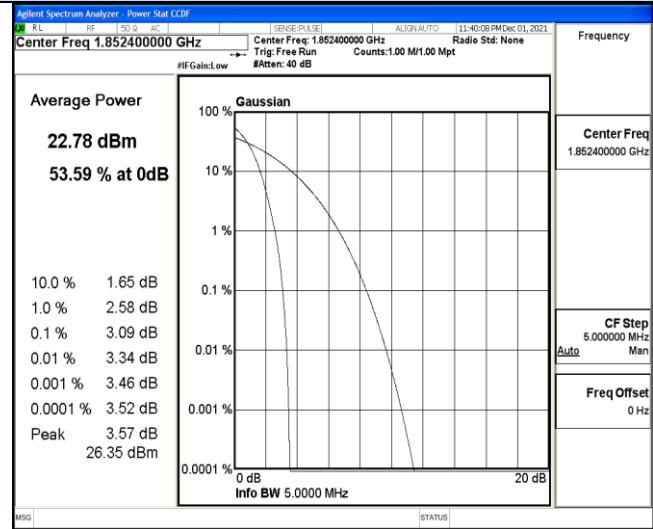 Agilent Spectrum Analyzer - Power Stat CCDF
RL RF 50 Ω AC SENSE:PULSE ALIGN AUTO 11:40:08 PM Dec 01, 2021
Center Freq 1.852400000 GHz
Center Freq: 1.852400000 GHz Radio Std: None
Trig: Free Run Counts:1.00 M/1.00 Mpt
#IFGain:Low #Atten: 40 dB
Frequency
Average Power
22.78 dBm
53.59 % at 0dB
10.0 % 1.65 dB
1.0 % 2.58 dB
0.1 % 3.09 dB
0.01 % 3.34 dB
0.001 % 3.46 dB
0.0001 % 3.52 dB
Peak 3.57 dB
26.35 dBm
Gaussian
100 %
10 %
1 %
0.1 %
0.01 %
0.001 %
0.0001 %
0 dB 20 dB
Info BW 5.0000 MHz
Center Freq
1.852400000 GHz
CF Step
5.000000 MHz
Auto Man
Freq Offset
0 Hz
MSG STATUS